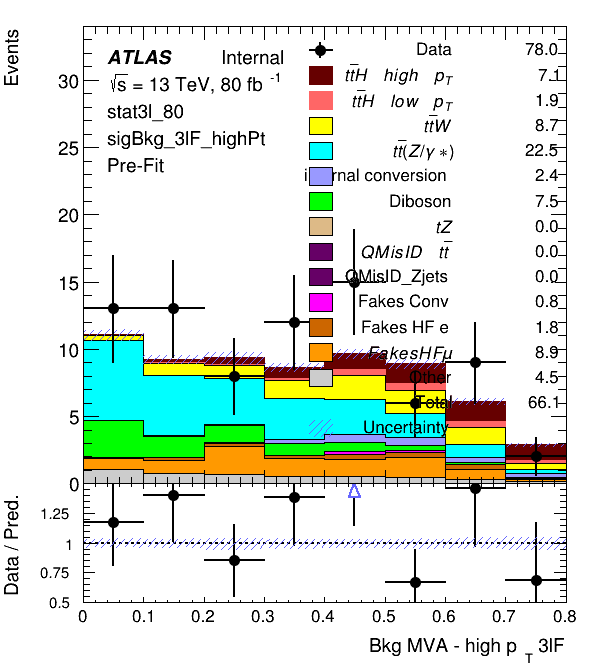 Events
ATLAS Internal
√s = 13 TeV, 80 fb -1
stat3l_80
sigBkg_3lF_highPt
Pre-Fit
Data 78.0
tt̄H high p_T 7.1
tt̄H low p_T 1.9
tt̄W 8.7
tt̄(Z/γ*) 22.5
conversion 2.4
Diboson 7.5
tZ 0.0
QMisID tt̄ 0.0
QMisID_Zjets 0.0
Fakes Conv 0.8
Fakes HF e 1.8
FakesHFμ 8.9
Other 4.5
Total 66.1
Uncertainty
30
25
20
15
10
5
0
Data / Pred.
1.25
1
0.75
0.5
0 0.1 0.2 0.3 0.4 0.5 0.6 0.7 0.8
Bkg MVA - high p_T 3lF